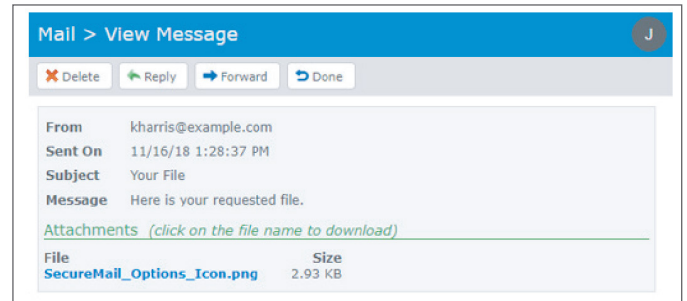 Mail > View Message
J
Delete Reply Forward Done
From kharris@example.com
Sent On 11/16/18 1:28:37 PM
Subject Your File
Message Here is your requested file.
Attachments (click on the file name to download)
File Size
SecureMail_Options_Icon.png 2.93 KB